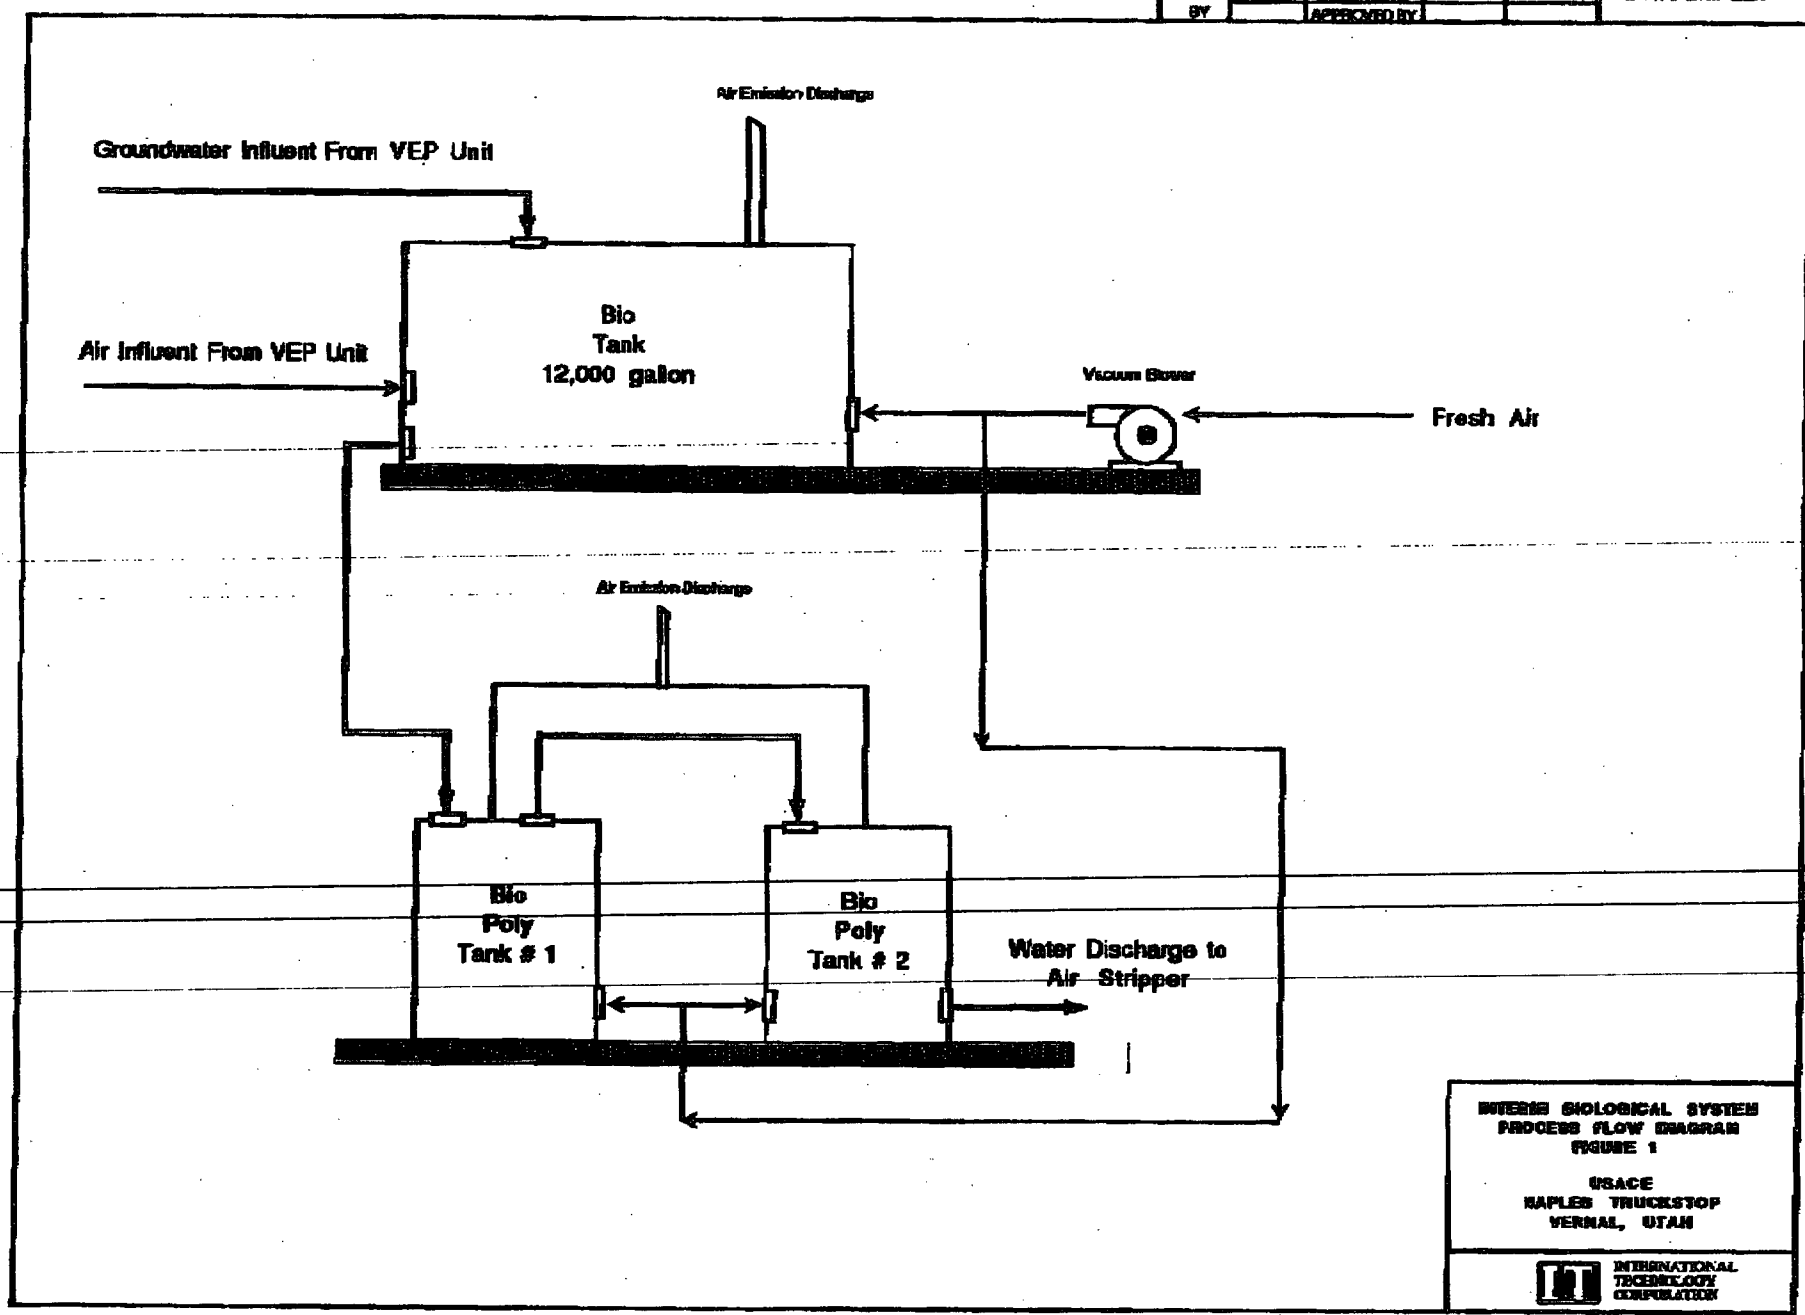 BY
APPROVED BY
Air Emission Discharge
Groundwater Influent From VEP Unit
Bio
Tank
12,000 gallon
Air Influent From VEP Unit
Vacuum Blower
Fresh Air
Air Emission Discharge
Bio
Poly
Tank # 1
Bio
Poly
Tank # 2
Water Discharge to
Air Stripper
INTERIM BIOLOGICAL SYSTEM
PROCESS FLOW DIAGRAM
FIGURE 1
USACE
NAPLES TRUCKSTOP
VERNAL, UTAH
IT
INTERNATIONAL
TECHNOLOGY
CORPORATION